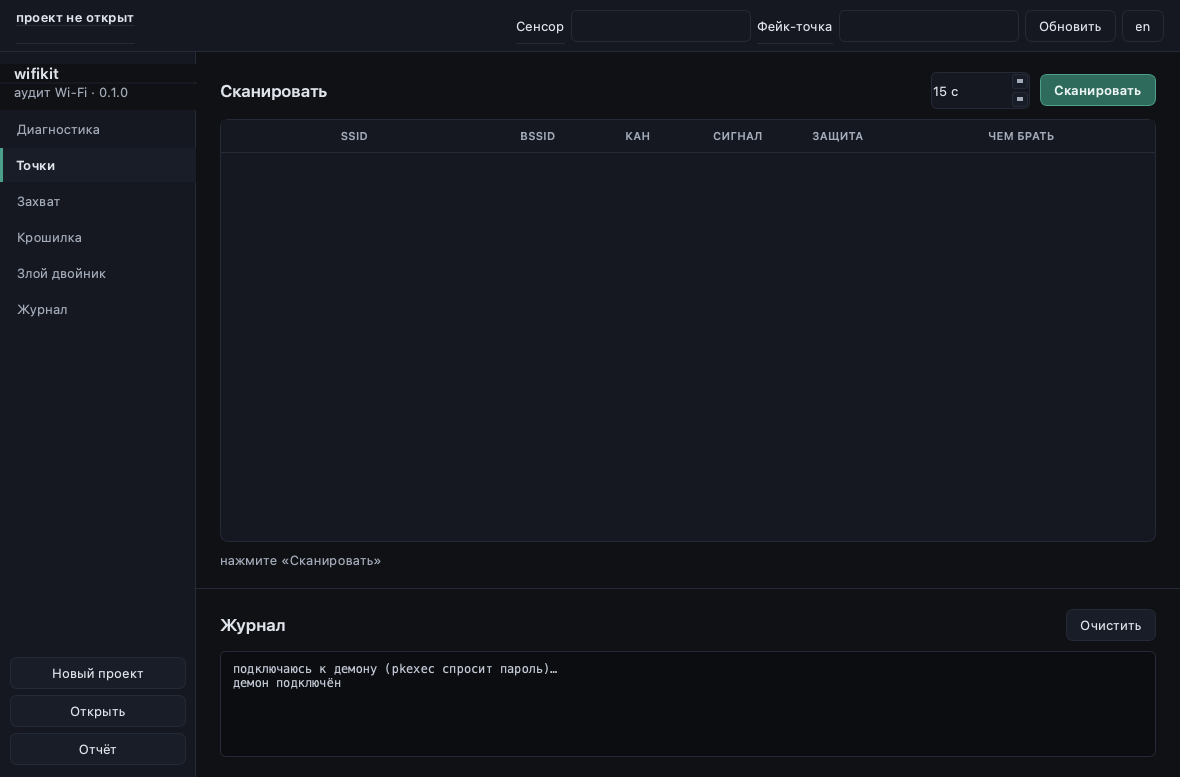 проект не открыт
Сенсор
Фейк-точка
Обновить
en
wifikit
аудит Wi-Fi · 0.1.0
Диагностика
Точки
Захват
Крошилка
Злой двойник
Журнал
Новый проект
Открыть
Отчёт
Сканировать
15 с
Сканировать
SSID BSSID КАН СИГНАЛ ЗАЩИТА ЧЕМ БРАТЬ
нажмите «Сканировать»
Журнал
Очистить
подключаюсь к демону (pkexec спросит пароль)…
демон подключён